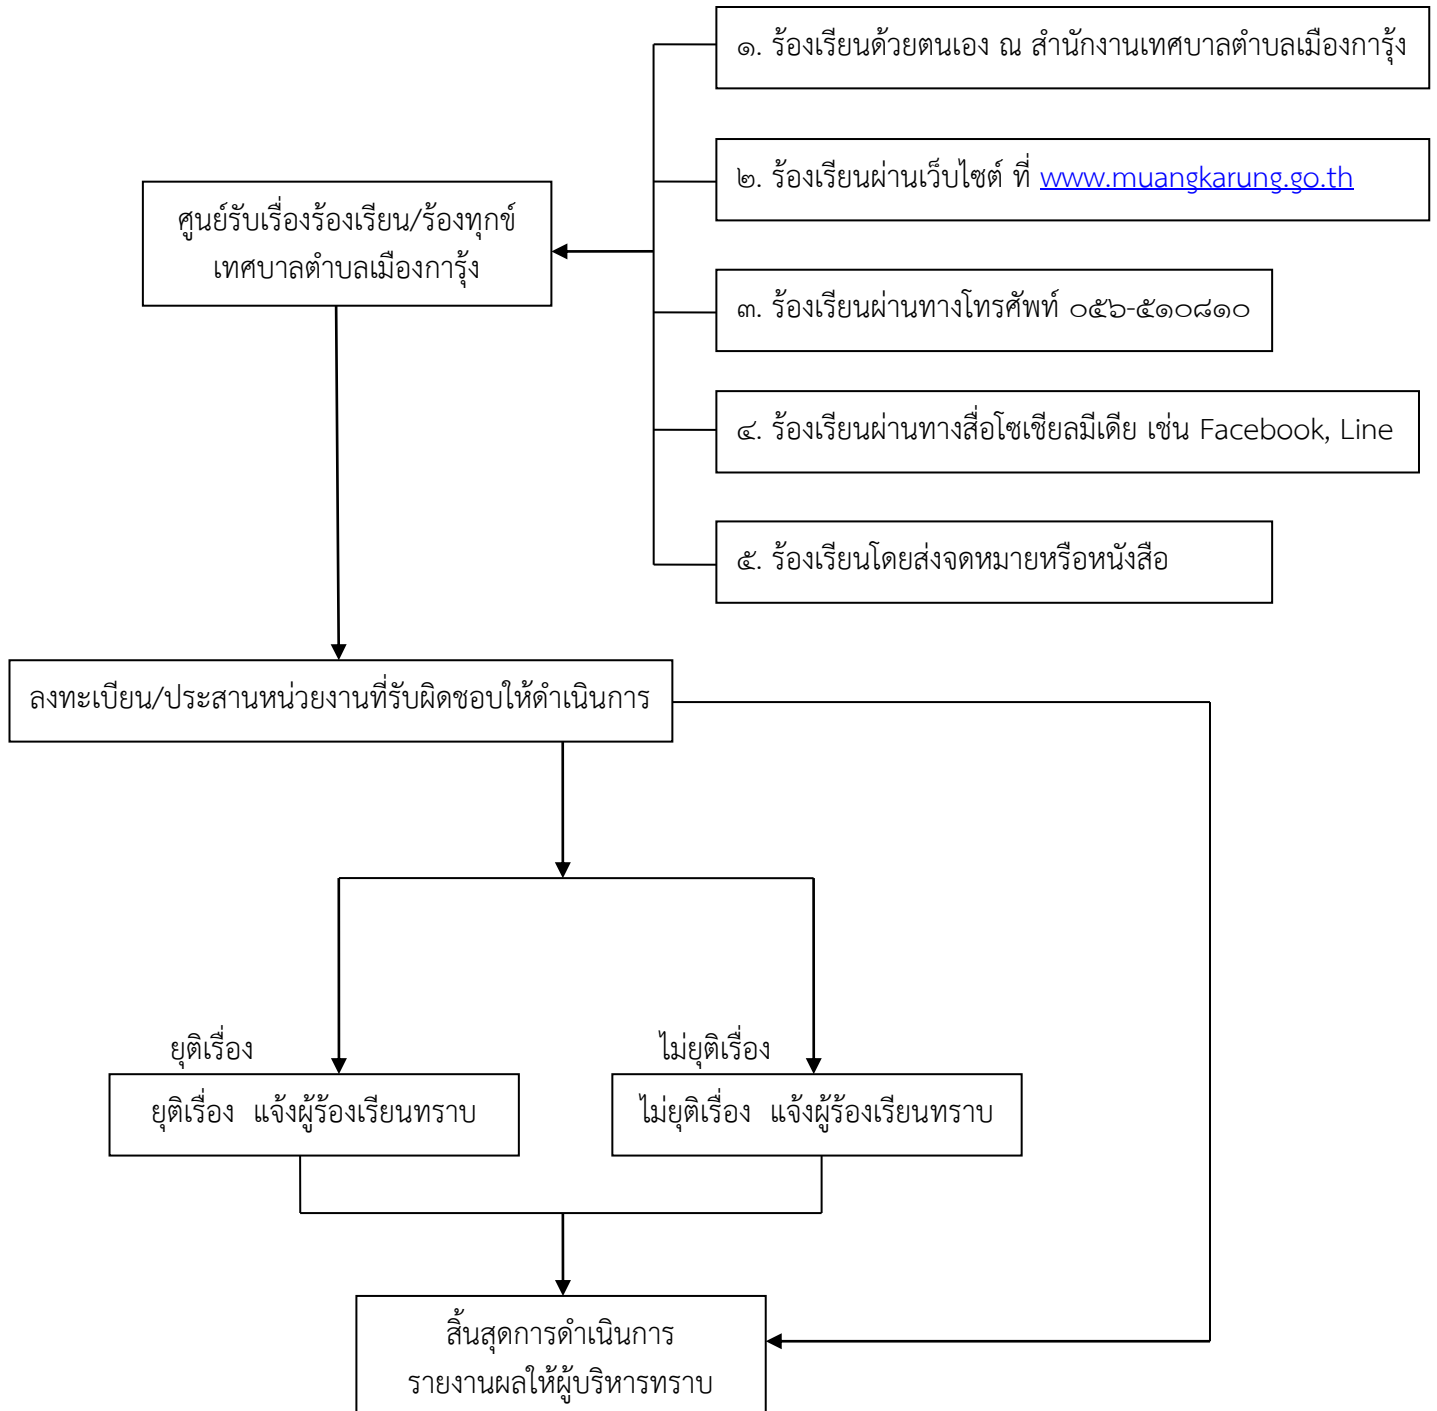 ๑. ร้องเรียนด้วยตนเอง ณ สำนักงานเทศบาลตำบลเมืองการุ้ง
๒. ร้องเรียนผ่านเว็บไซต์ ที่ www.muangkarung.go.th
ศูนย์รับเรื่องร้องเรียน/ร้องทุกข์
เทศบาลตำบลเมืองการุ้ง
๓. ร้องเรียนผ่านทางโทรศัพท์ ๐๕๖-๕๑๐๘๑๐
๔. ร้องเรียนผ่านทางสื่อโซเชียลมีเดีย เช่น Facebook, Line
๕. ร้องเรียนโดยส่งจดหมายหรือหนังสือ
ลงทะเบียน/ประสานหน่วยงานที่รับผิดชอบให้ดำเนินการ
ยุติเรื่อง
ไม่ยุติเรื่อง
ยุติเรื่อง แจ้งผู้ร้องเรียนทราบ
ไม่ยุติเรื่อง แจ้งผู้ร้องเรียนทราบ
สิ้นสุดการดำเนินการ
รายงานผลให้ผู้บริหารทราบ